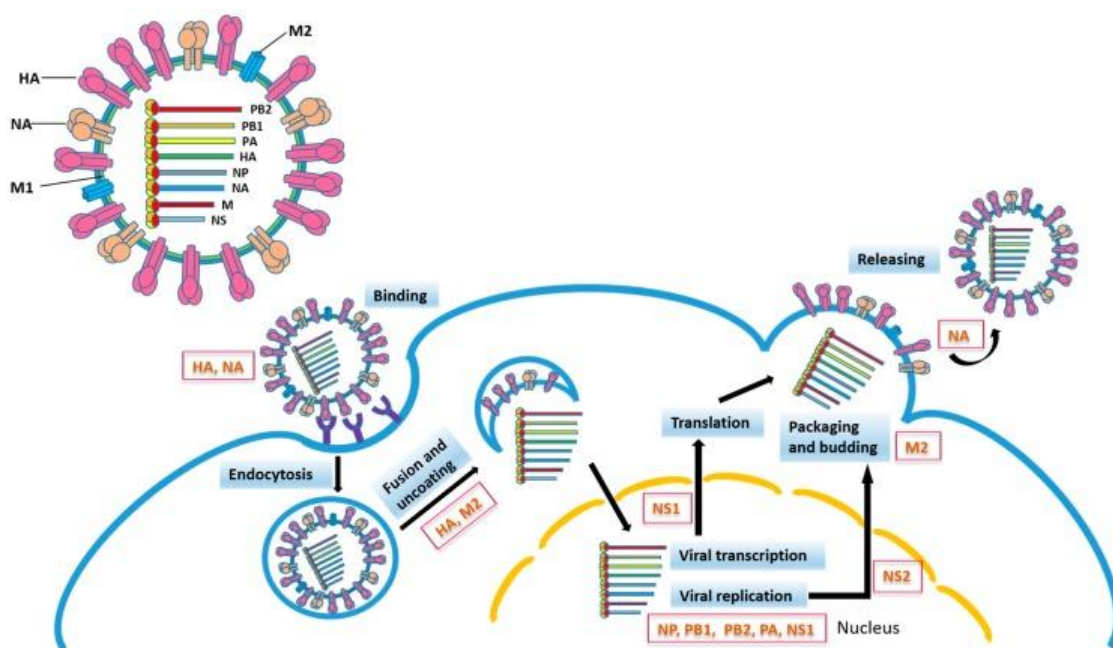 M2
HA
NA
M1
PB2
PB1
PA
HA
NP
NA
M
NS
Binding
HA, NA
Endocytosis
Fusion and
uncoating
HA, M2
NS1
Translation
Viral transcription
Viral replication
NP, PB1, PB2, PA, NS1
Nucleus
NS2
Packaging
and budding
M2
Releasing
NA